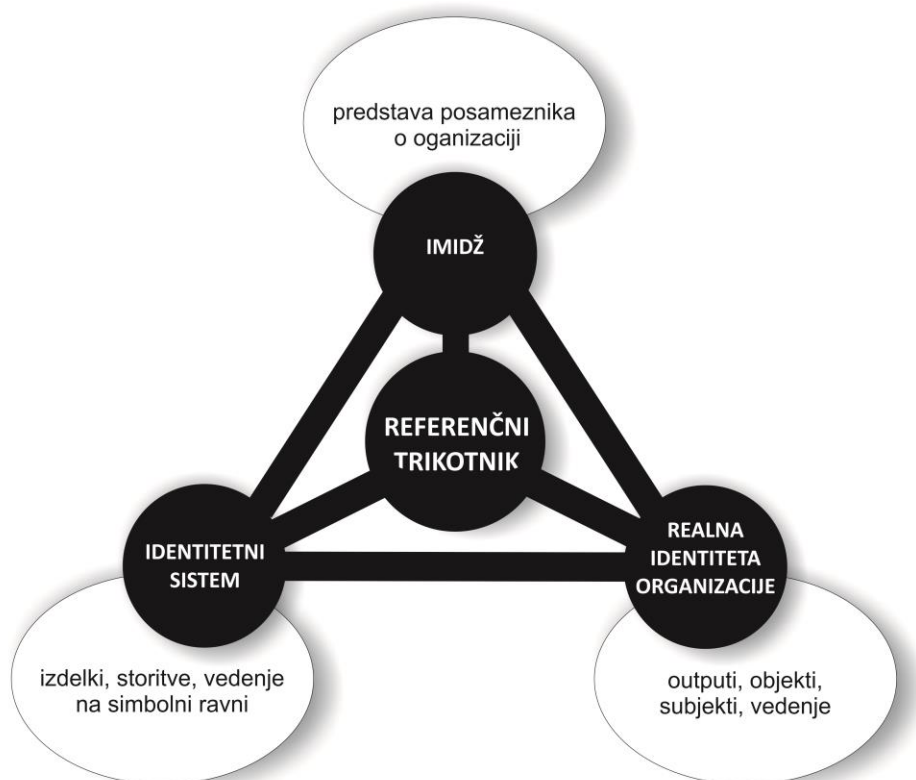 predstava posameznika
o oganizaciji
IMIDŽ
REFERENČNI
TRIKOTNIK
IDENTITETNI
SISTEM
REALNA
IDENTITETA
ORGANIZACIJE
izdelki, storitve, vedenje
na simbolni ravni
outputi, objekti,
subjekti, vedenje